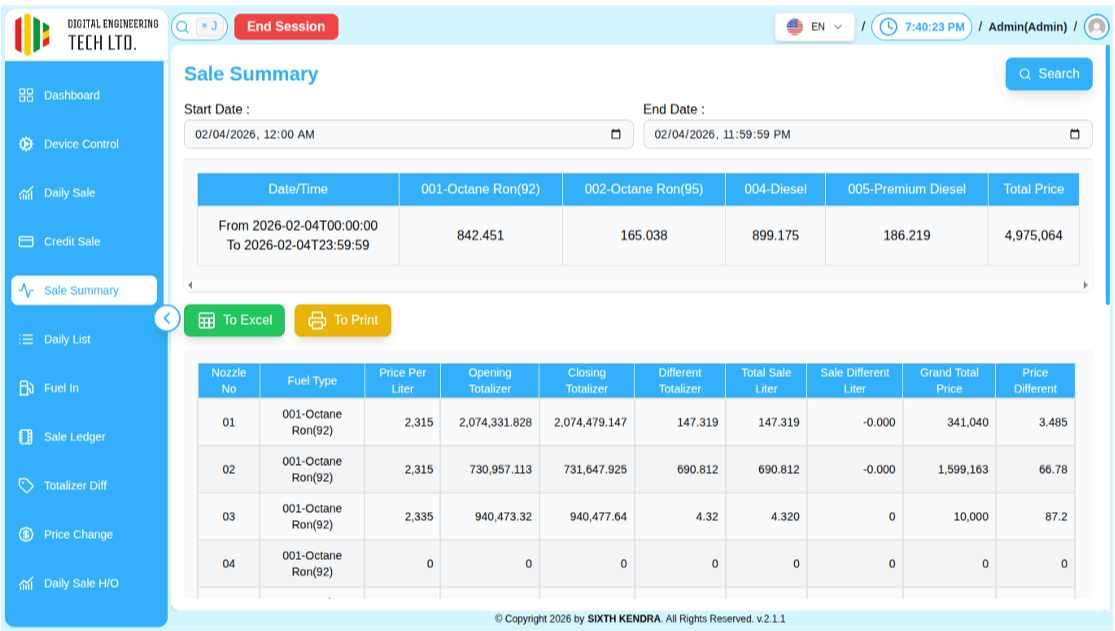 DIGITAL ENGINEERING
TECH LTD.
⌘ J
End Session
EN
/
7:40:23 PM
/ Admin(Admin) /
Dashboard
Device Control
Daily Sale
Credit Sale
Sale Summary
Daily List
Fuel In
Sale Ledger
Totalizer Diff
Price Change
Daily Sale H/O
Sale Summary
Search
Start Date :
End Date :
02/04/2026, 12:00 AM
02/04/2026, 11:59:59 PM
Date/Time 001-Octane Ron(92) 002-Octane Ron(95) 004-Diesel 005-Premium Diesel Total Price
From 2026-02-04T00:00:00
To 2026-02-04T23:59:59
842.451 165.038 899.175 186.219 4,975,064
To Excel
To Print
Nozzle No Fuel Type Price Per Liter Opening Totalizer Closing Totalizer Different Totalizer Total Sale Liter Sale Different Liter Grand Total Price Price Different
01 001-Octane Ron(92) 2,315 2,074,331.828 2,074,479.147 147.319 147.319 -0.000 341,040 3.485
02 001-Octane Ron(92) 2,315 730,957.113 731,647.925 690.812 690.812 -0.000 1,599,163 66.78
03 001-Octane Ron(92) 2,335 940,473.32 940,477.64 4.32 4.320 0 10,000 87.2
04 001-Octane Ron(92) 0 0 0 0 0 0 0 0
© Copyright 2026 by SIXTH KENDRA. All Rights Reserved. v.2.1.1